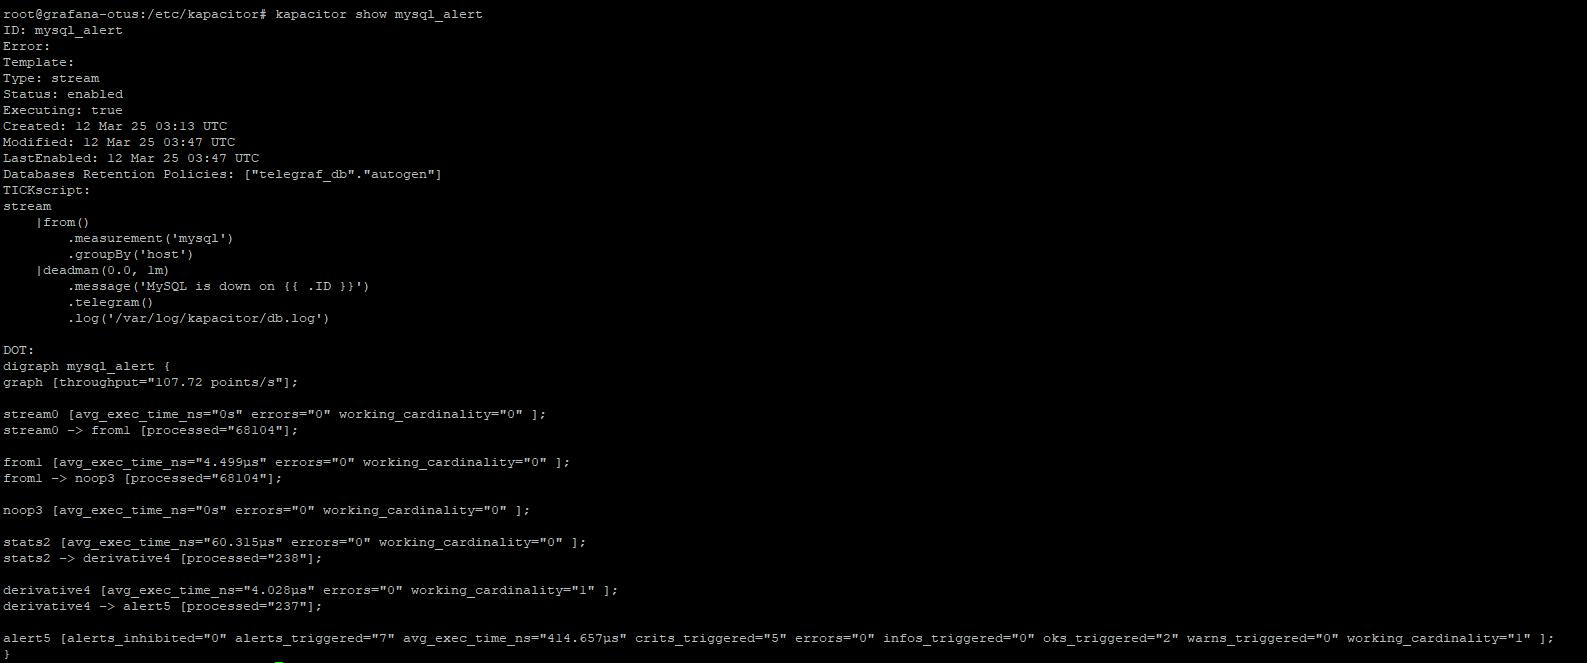 root@grafana-otus:/etc/kapacitor# kapacitor show mysql_alert
ID: mysql_alert
Error:
Template:
Type: stream
Status: enabled
Executing: true
Created: 12 Mar 25 03:13 UTC
Modified: 12 Mar 25 03:47 UTC
LastEnabled: 12 Mar 25 03:47 UTC
Databases Retention Policies: ["telegraf_db"."autogen"]
TICKscript:
stream
    |from()
        .measurement('mysql')
        .groupBy('host')
    |deadman(0.0, 1m)
        .message('MySQL is down on {{ .ID }}')
        .telegram()
        .log('/var/log/kapacitor/db.log')

DOT:
digraph mysql_alert {
graph [throughput="107.72 points/s"];

stream0 [avg_exec_time_ns="0s" errors="0" working_cardinality="0" ];
stream0 -> from1 [processed="68104"];

from1 [avg_exec_time_ns="4.499µs" errors="0" working_cardinality="0" ];
from1 -> noop3 [processed="68104"];

noop3 [avg_exec_time_ns="0s" errors="0" working_cardinality="0" ];

stats2 [avg_exec_time_ns="60.315µs" errors="0" working_cardinality="0" ];
stats2 -> derivative4 [processed="238"];

derivative4 [avg_exec_time_ns="4.028µs" errors="0" working_cardinality="1" ];
derivative4 -> alert5 [processed="237"];

alert5 [alerts_inhibited="0" alerts_triggered="7" avg_exec_time_ns="414.657µs" crits_triggered="5" errors="0" infos_triggered="0" oks_triggered="2" warns_triggered="0" working_cardinality="1" ];
}